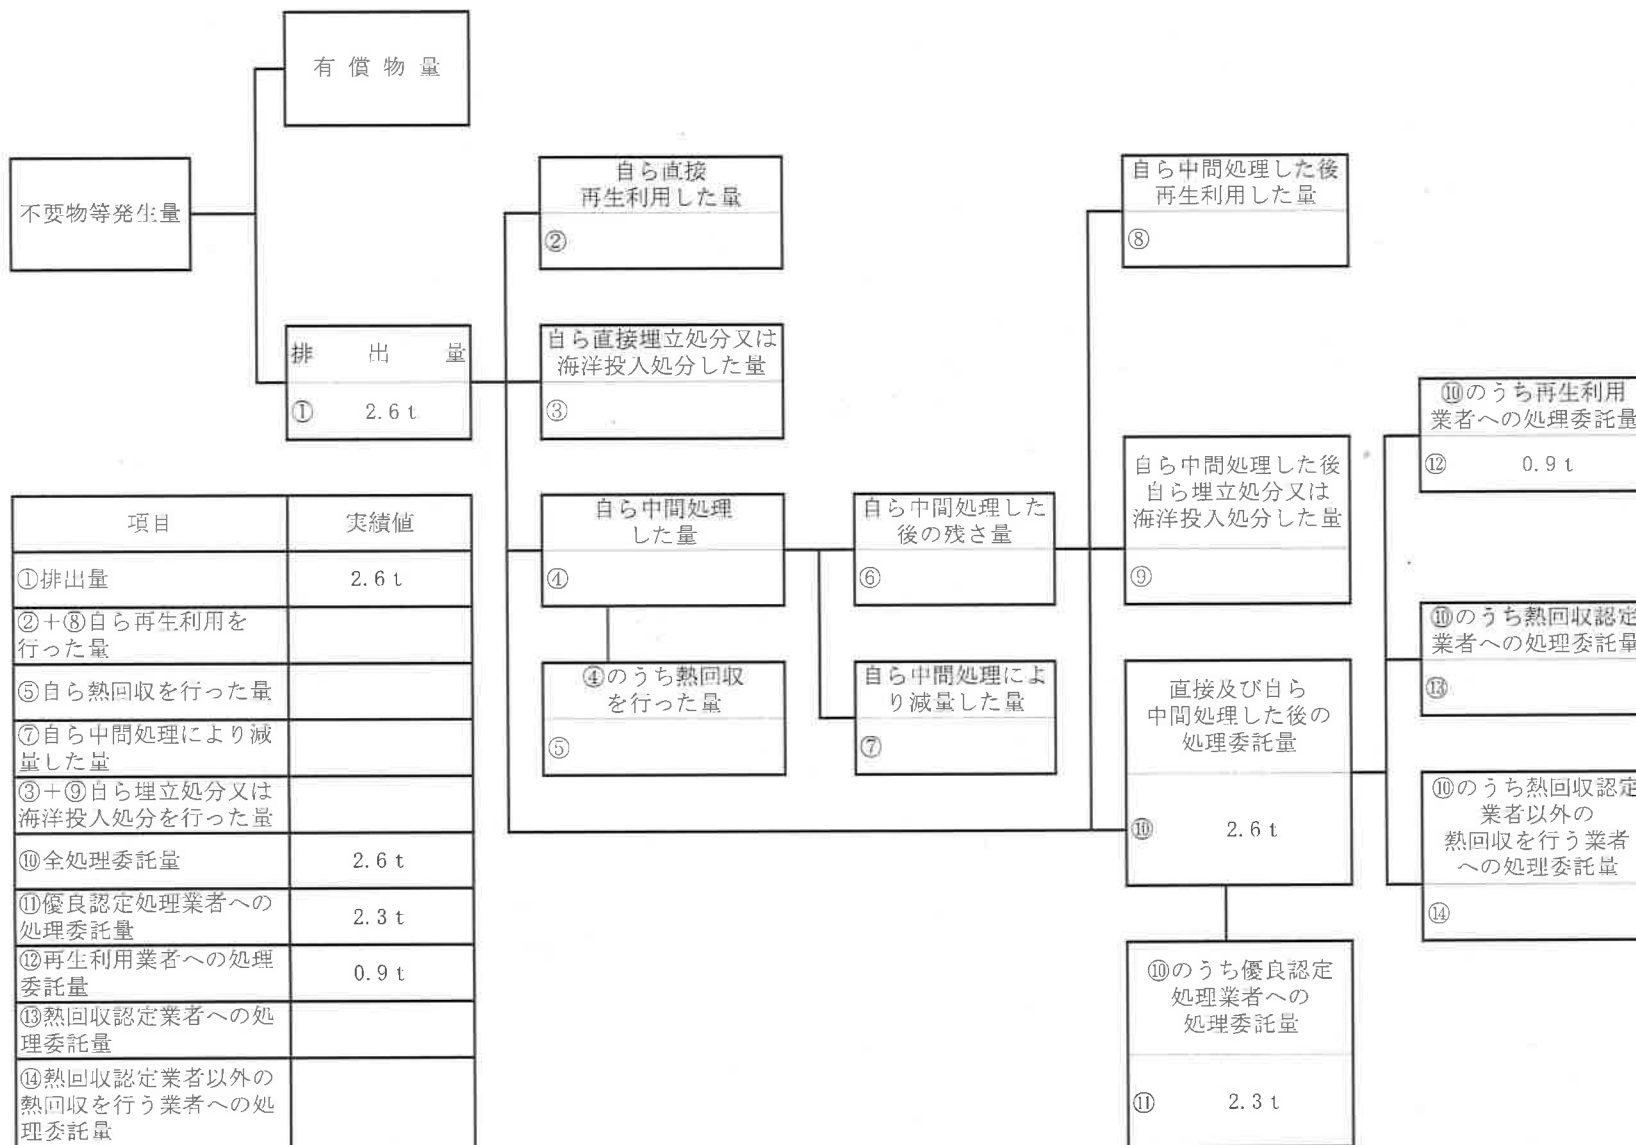 有償物量
不要物等発生量
排出量
① 2.6 t
自ら直接
再生利用した量
②
自ら直接埋立処分又は
海洋投入処分した量
③
自ら中間処理
した量
④
④のうち熱回収
を行った量
⑤
自ら中間処理した
後の残さ量
⑥
自ら中間処理によ
り減量した量
⑦
自ら中間処理した後
再生利用した量
⑧
自ら中間処理した後
自ら埋立処分又は
海洋投入処分した量
⑨
直接及び自ら
中間処理した後の
処理委託量
⑩ 2.6 t
⑩のうち優良認定
処理業者への
処理委託量
⑪ 2.3 t
⑩のうち再生利用
業者への処理委託量
⑫ 0.9 t
⑩のうち熱回収認定
業者への処理委託量
⑬
⑩のうち熱回収認定
業者以外の
熱回収を行う業者
への処理委託量
⑭
項目 実績値
①排出量 2.6 t
②+⑧自ら再生利用を
行った量
⑤自ら熱回収を行った量
⑦自ら中間処理により減
量した量
③+⑨自ら埋立処分又は
海洋投入処分を行った量
⑩全処理委託量 2.6 t
⑪優良認定処理業者への
処理委託量 2.3 t
⑫再生利用業者への処理
委託量 0.9 t
⑬熱回収認定業者への処
理委託量
⑭熱回収認定業者以外の
熱回収を行う業者への処
理委託量